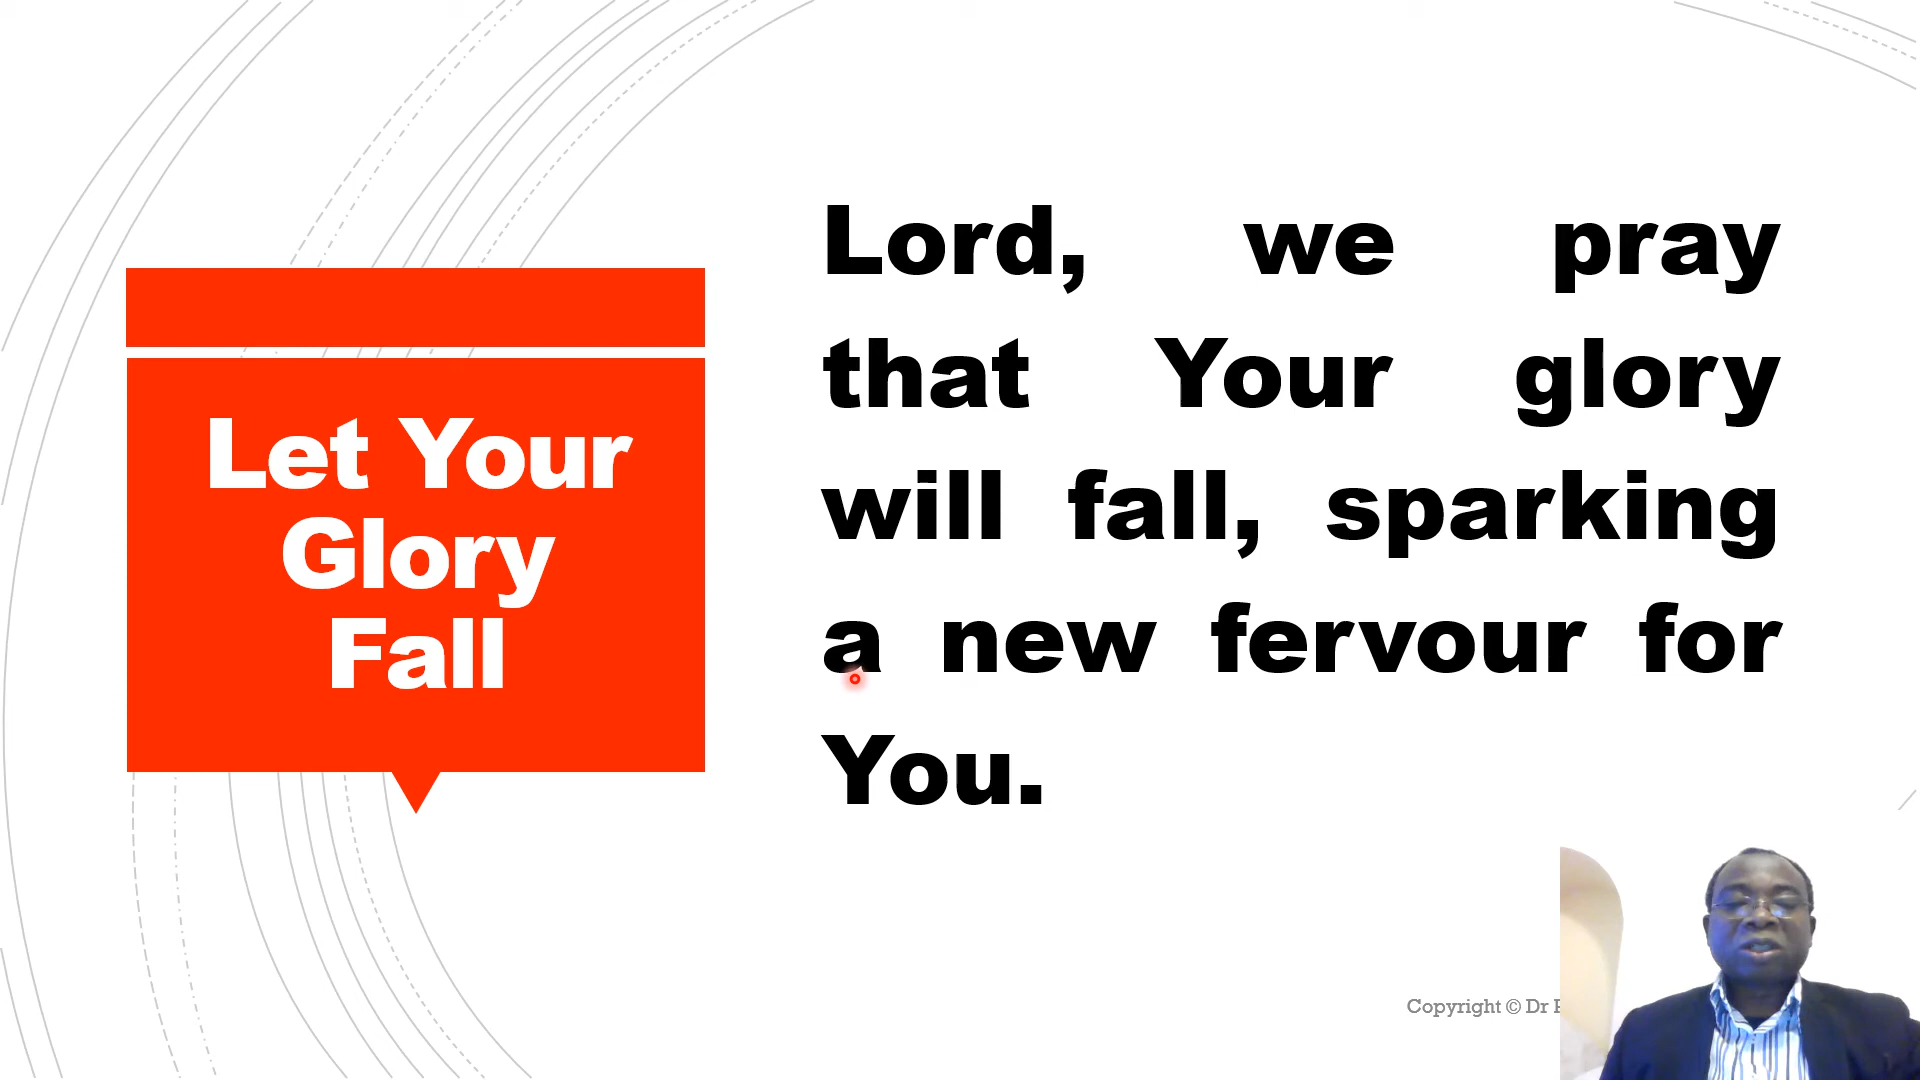 Let Your
Glory
Fall
Lord, we pray
that Your glory
will fall, sparking
a new fervour for
You.
Copyright © Dr